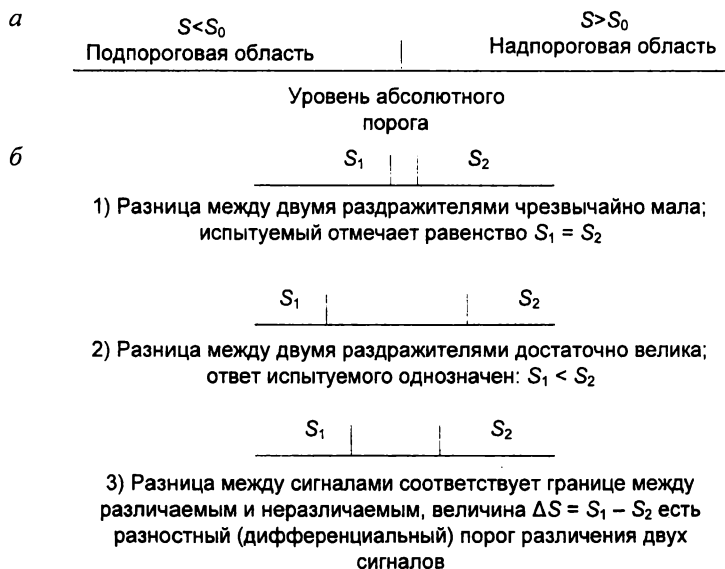 а
S<S₀ S>S₀
Подпороговая область Надпороговая область
Уровень абсолютного
порога
б
S₁ S₂
1) Разница между двумя раздражителями чрезвычайно мала;
испытуемый отмечает равенство S₁ = S₂
S₁ S₂
2) Разница между двумя раздражителями достаточно велика;
ответ испытуемого однозначен: S₁ < S₂
S₁ S₂
3) Разница между сигналами соответствует границе между
различаемым и неразличаемым, величина ΔS = S₁ – S₂ есть
разностный (дифференциальный) порог различения двух
сигналов